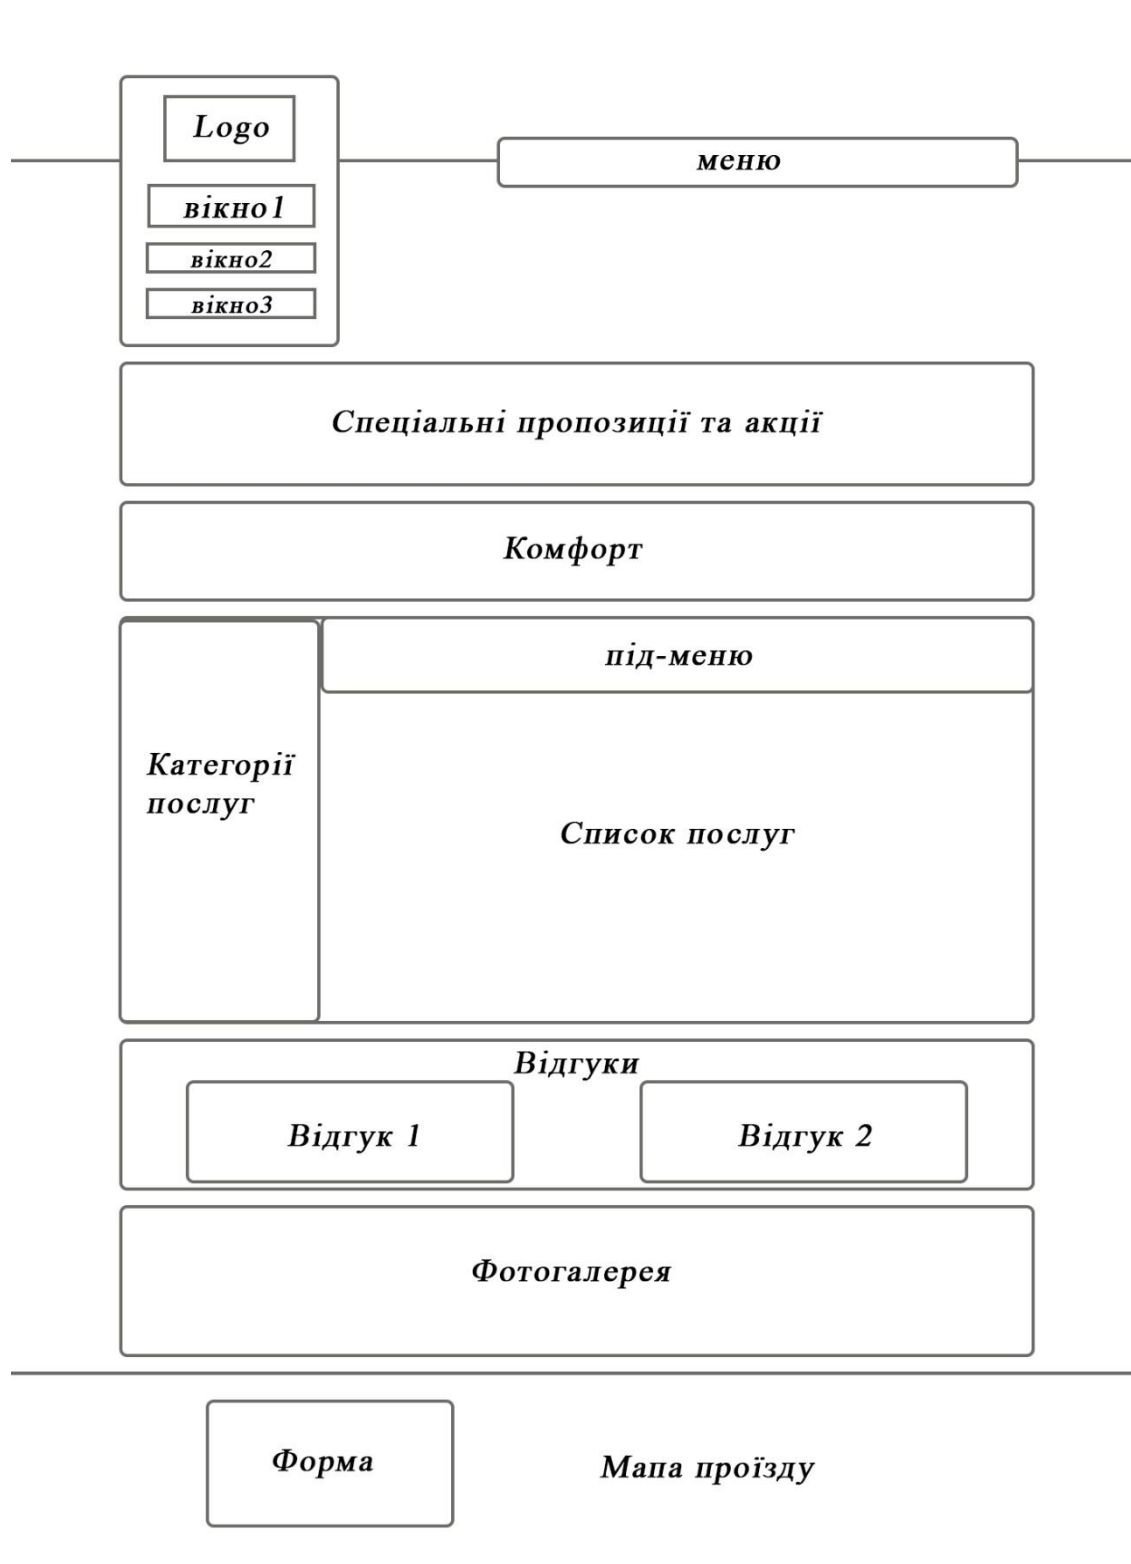 Logo
меню
вікно1
вікно2
вікно3
Спеціальні пропозиції та акції
Комфорт
під-меню
Категорії
послуг
Список послуг
Відгуки
Відгук 1
Відгук 2
Фотогалерея
Форма
Мапа проїзду